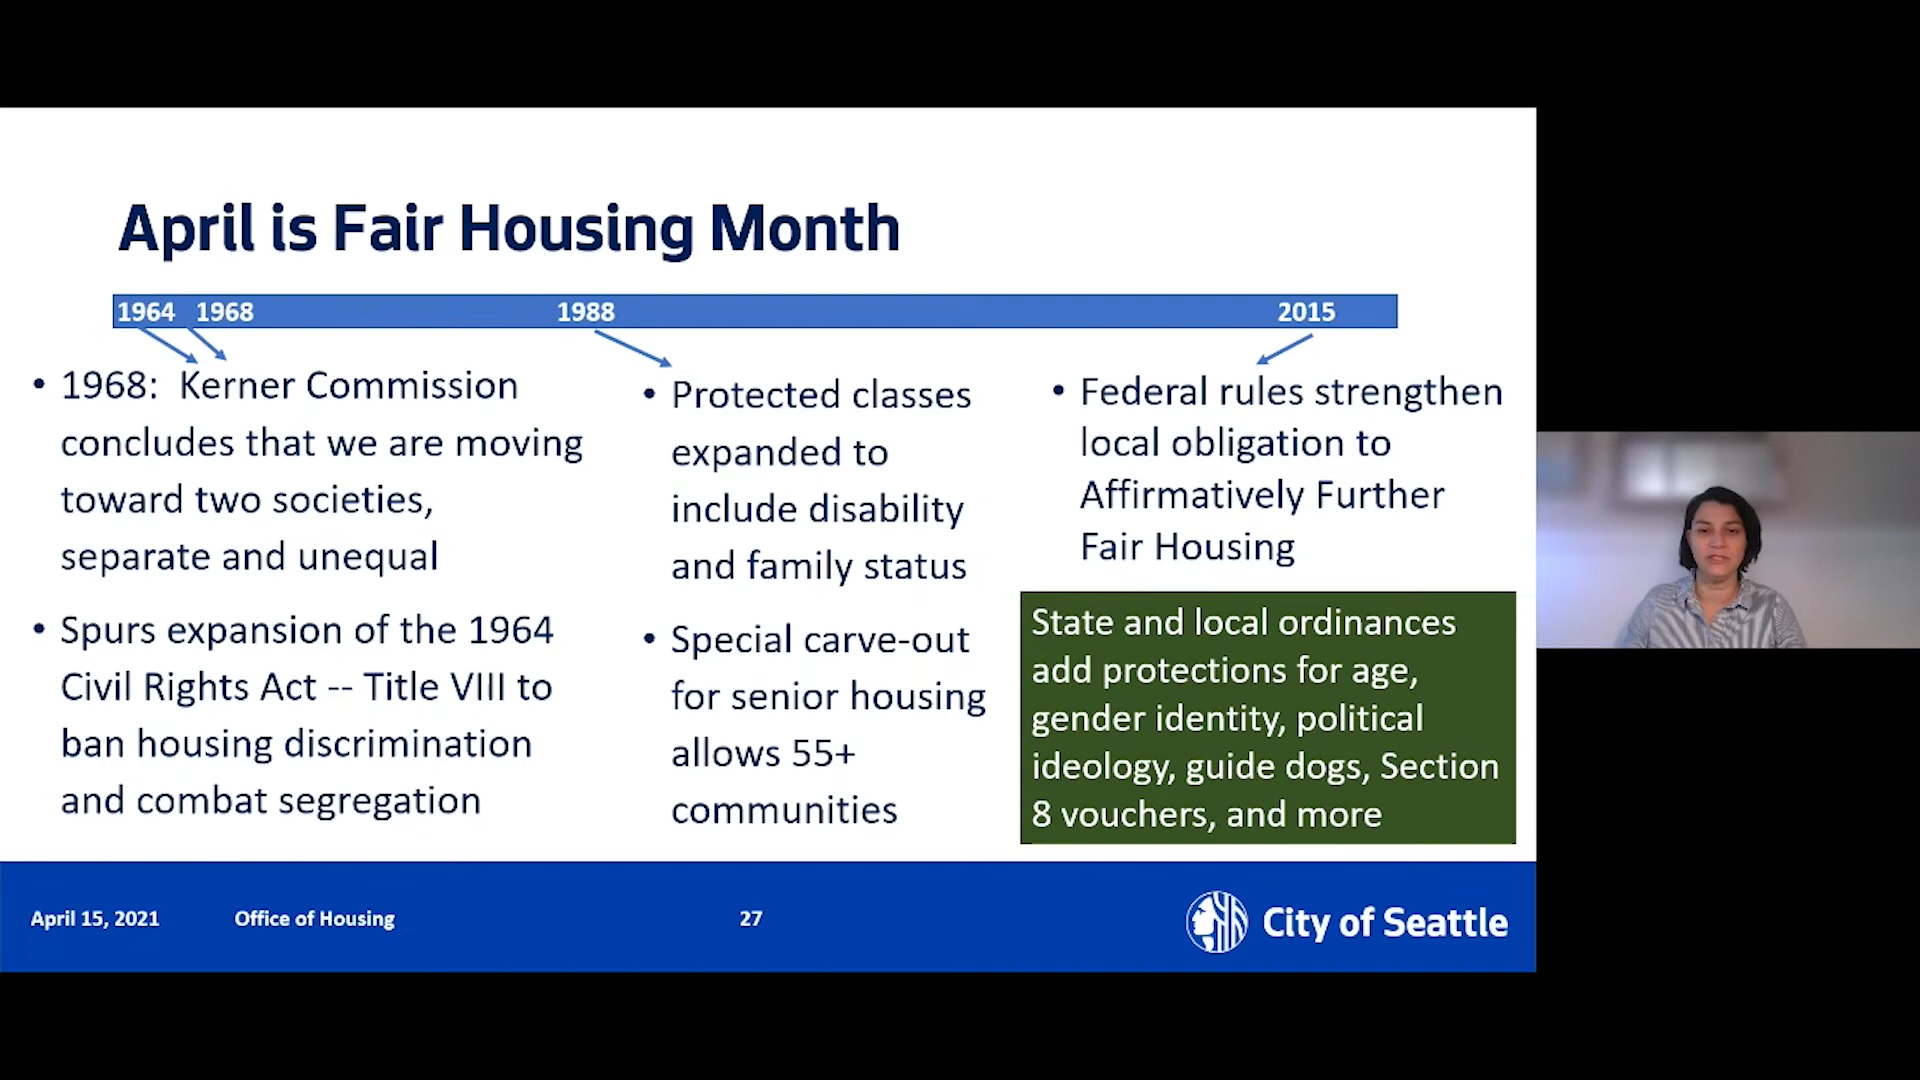 April is Fair Housing Month
1964 1968 1988 2015
• 1968: Kerner Commission
concludes that we are moving
toward two societies,
separate and unequal
• Spurs expansion of the 1964
Civil Rights Act -- Title VIII to
ban housing discrimination
and combat segregation
• Protected classes
expanded to
include disability
and family status
• Special carve-out
for senior housing
allows 55+
communities
• Federal rules strengthen
local obligation to
Affirmatively Further
Fair Housing
State and local ordinances
add protections for age,
gender identity, political
ideology, guide dogs, Section
8 vouchers, and more
April 15, 2021 Office of Housing 27 City of Seattle